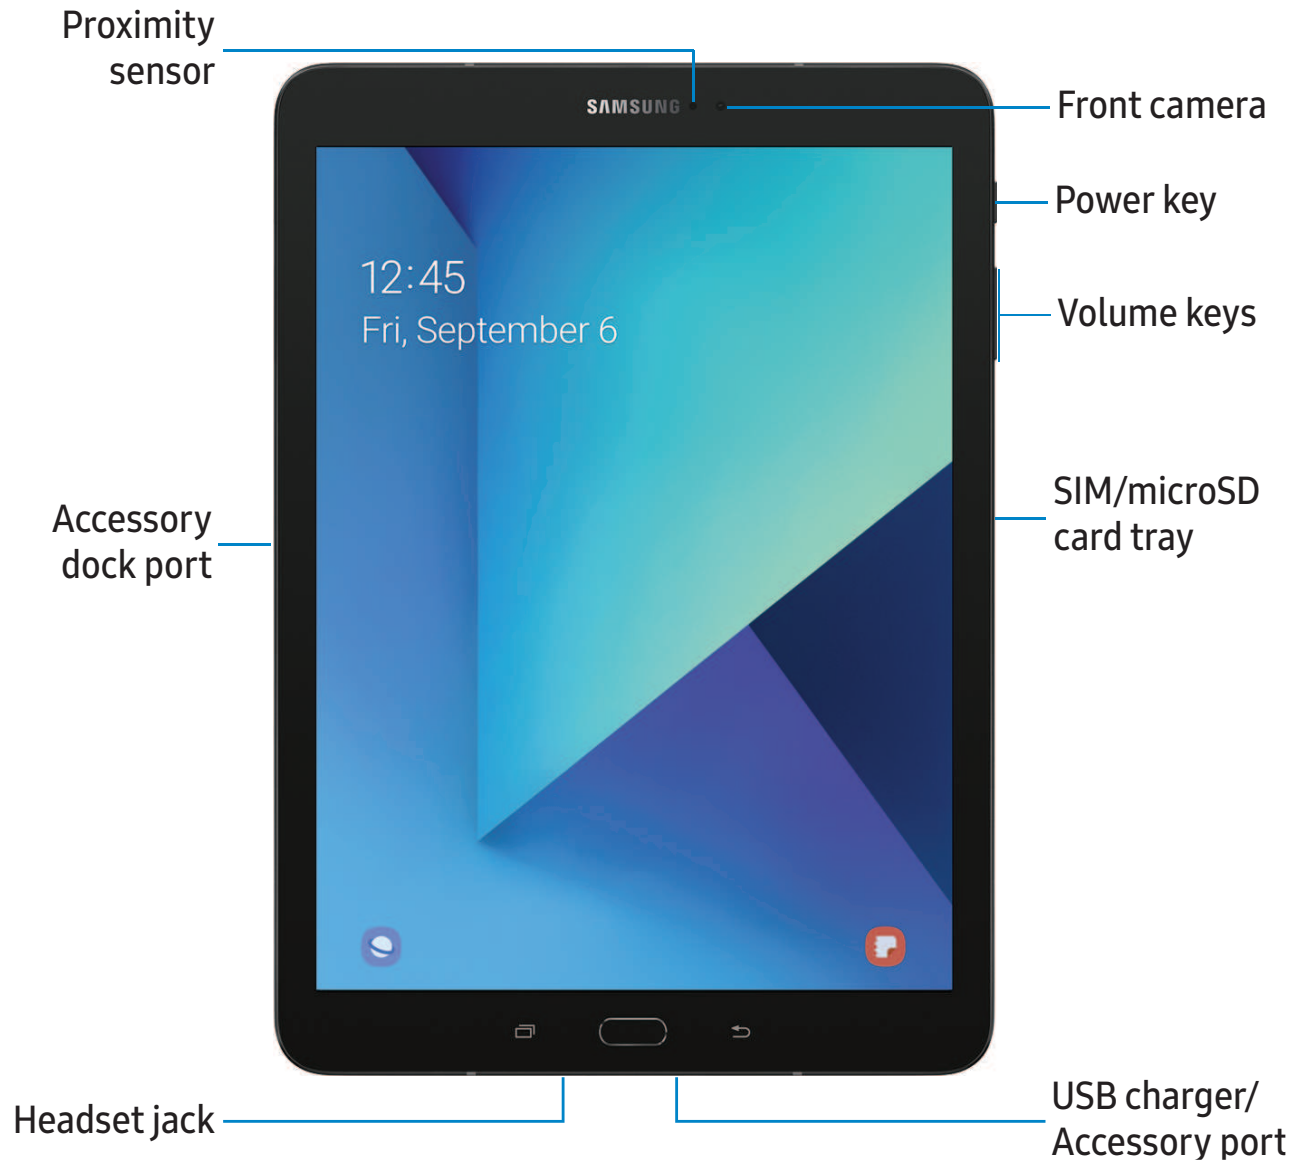 Proximity
sensor
SAMSUNG
Front camera
Power key
12:45
Fri, September 6
Volume keys
Accessory
dock port
SIM/microSD
card tray
Headset jack
USB charger/
Accessory port